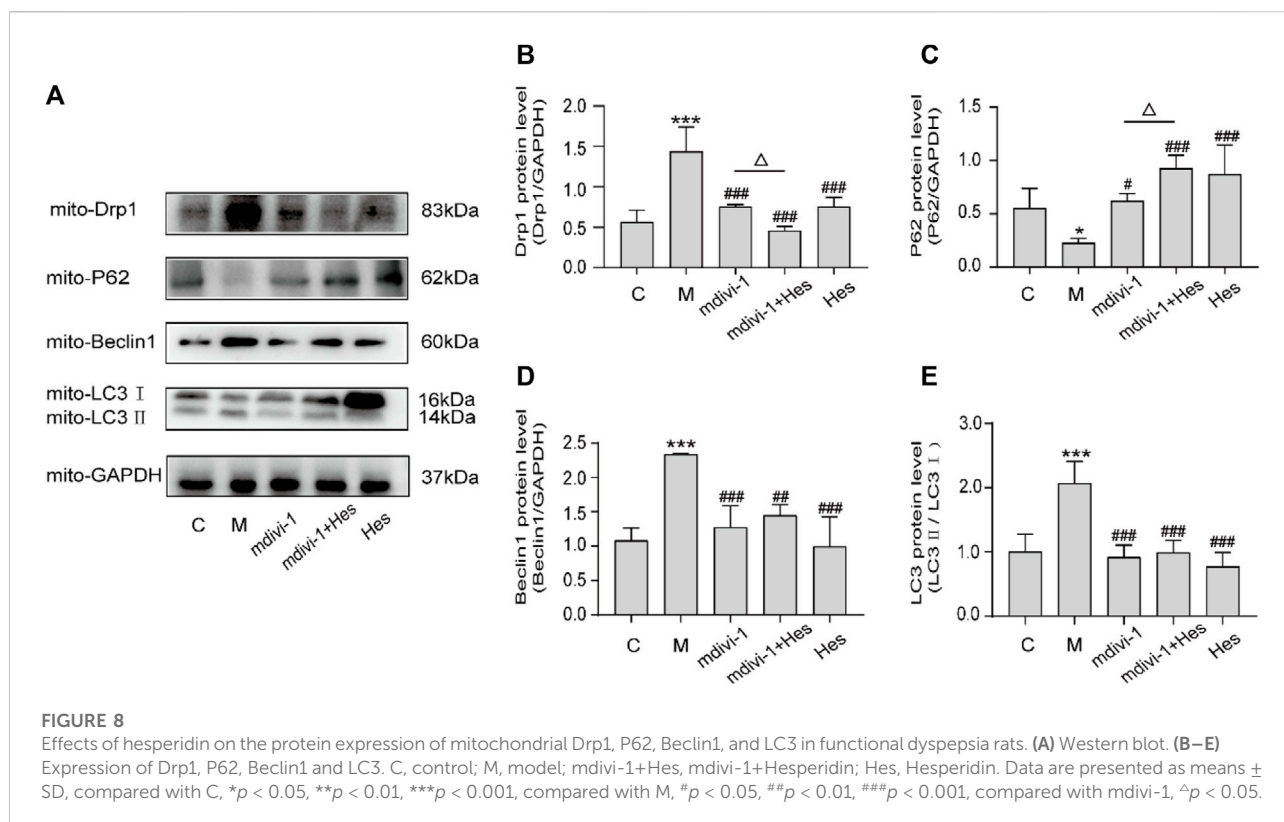 A
mito-Drp1 83kDa
mito-P62 62kDa
mito-Beclin1 60kDa
mito-LC3 Ⅰ 16kDa
mito-LC3 Ⅱ 14kDa
mito-GAPDH 37kDa
C M mdivi-1 mdivi-1+Hes Hes
B
Drp1 protein level
(Drp1/GAPDH)
2.0
1.5
1.0
0.5
0.0
***
###
△
###
###
C M mdivi-1 mdivi-1+Hes Hes
C
P62 protein level
(P62/GAPDH)
1.5
1.0
0.5
0.0
*
#
△
###
###
C M mdivi-1 mdivi-1+Hes Hes
D
Beclin1 protein level
(Beclin1/GAPDH)
2.5
2.0
1.5
1.0
0.5
0.0
***
###
##
###
C M mdivi-1 mdivi-1+Hes Hes
E
LC3 protein level
(LC3 Ⅱ / LC3 Ⅰ)
3.0
2.0
1.0
0.0
***
###
###
###
C M mdivi-1 mdivi-1+Hes Hes
FIGURE 8
Effects of hesperidin on the protein expression of mitochondrial Drp1, P62, Beclin1, and LC3 in functional dyspepsia rats. (A) Western blot. (B–E)
Expression of Drp1, P62, Beclin1 and LC3. C, control; M, model; mdivi-1+Hes, mdivi-1+Hesperidin; Hes, Hesperidin. Data are presented as means ±
SD, compared with C, *p < 0.05, **p < 0.01, ***p < 0.001, compared with M, #p < 0.05, ##p < 0.01, ###p < 0.001, compared with mdivi-1, △p < 0.05.